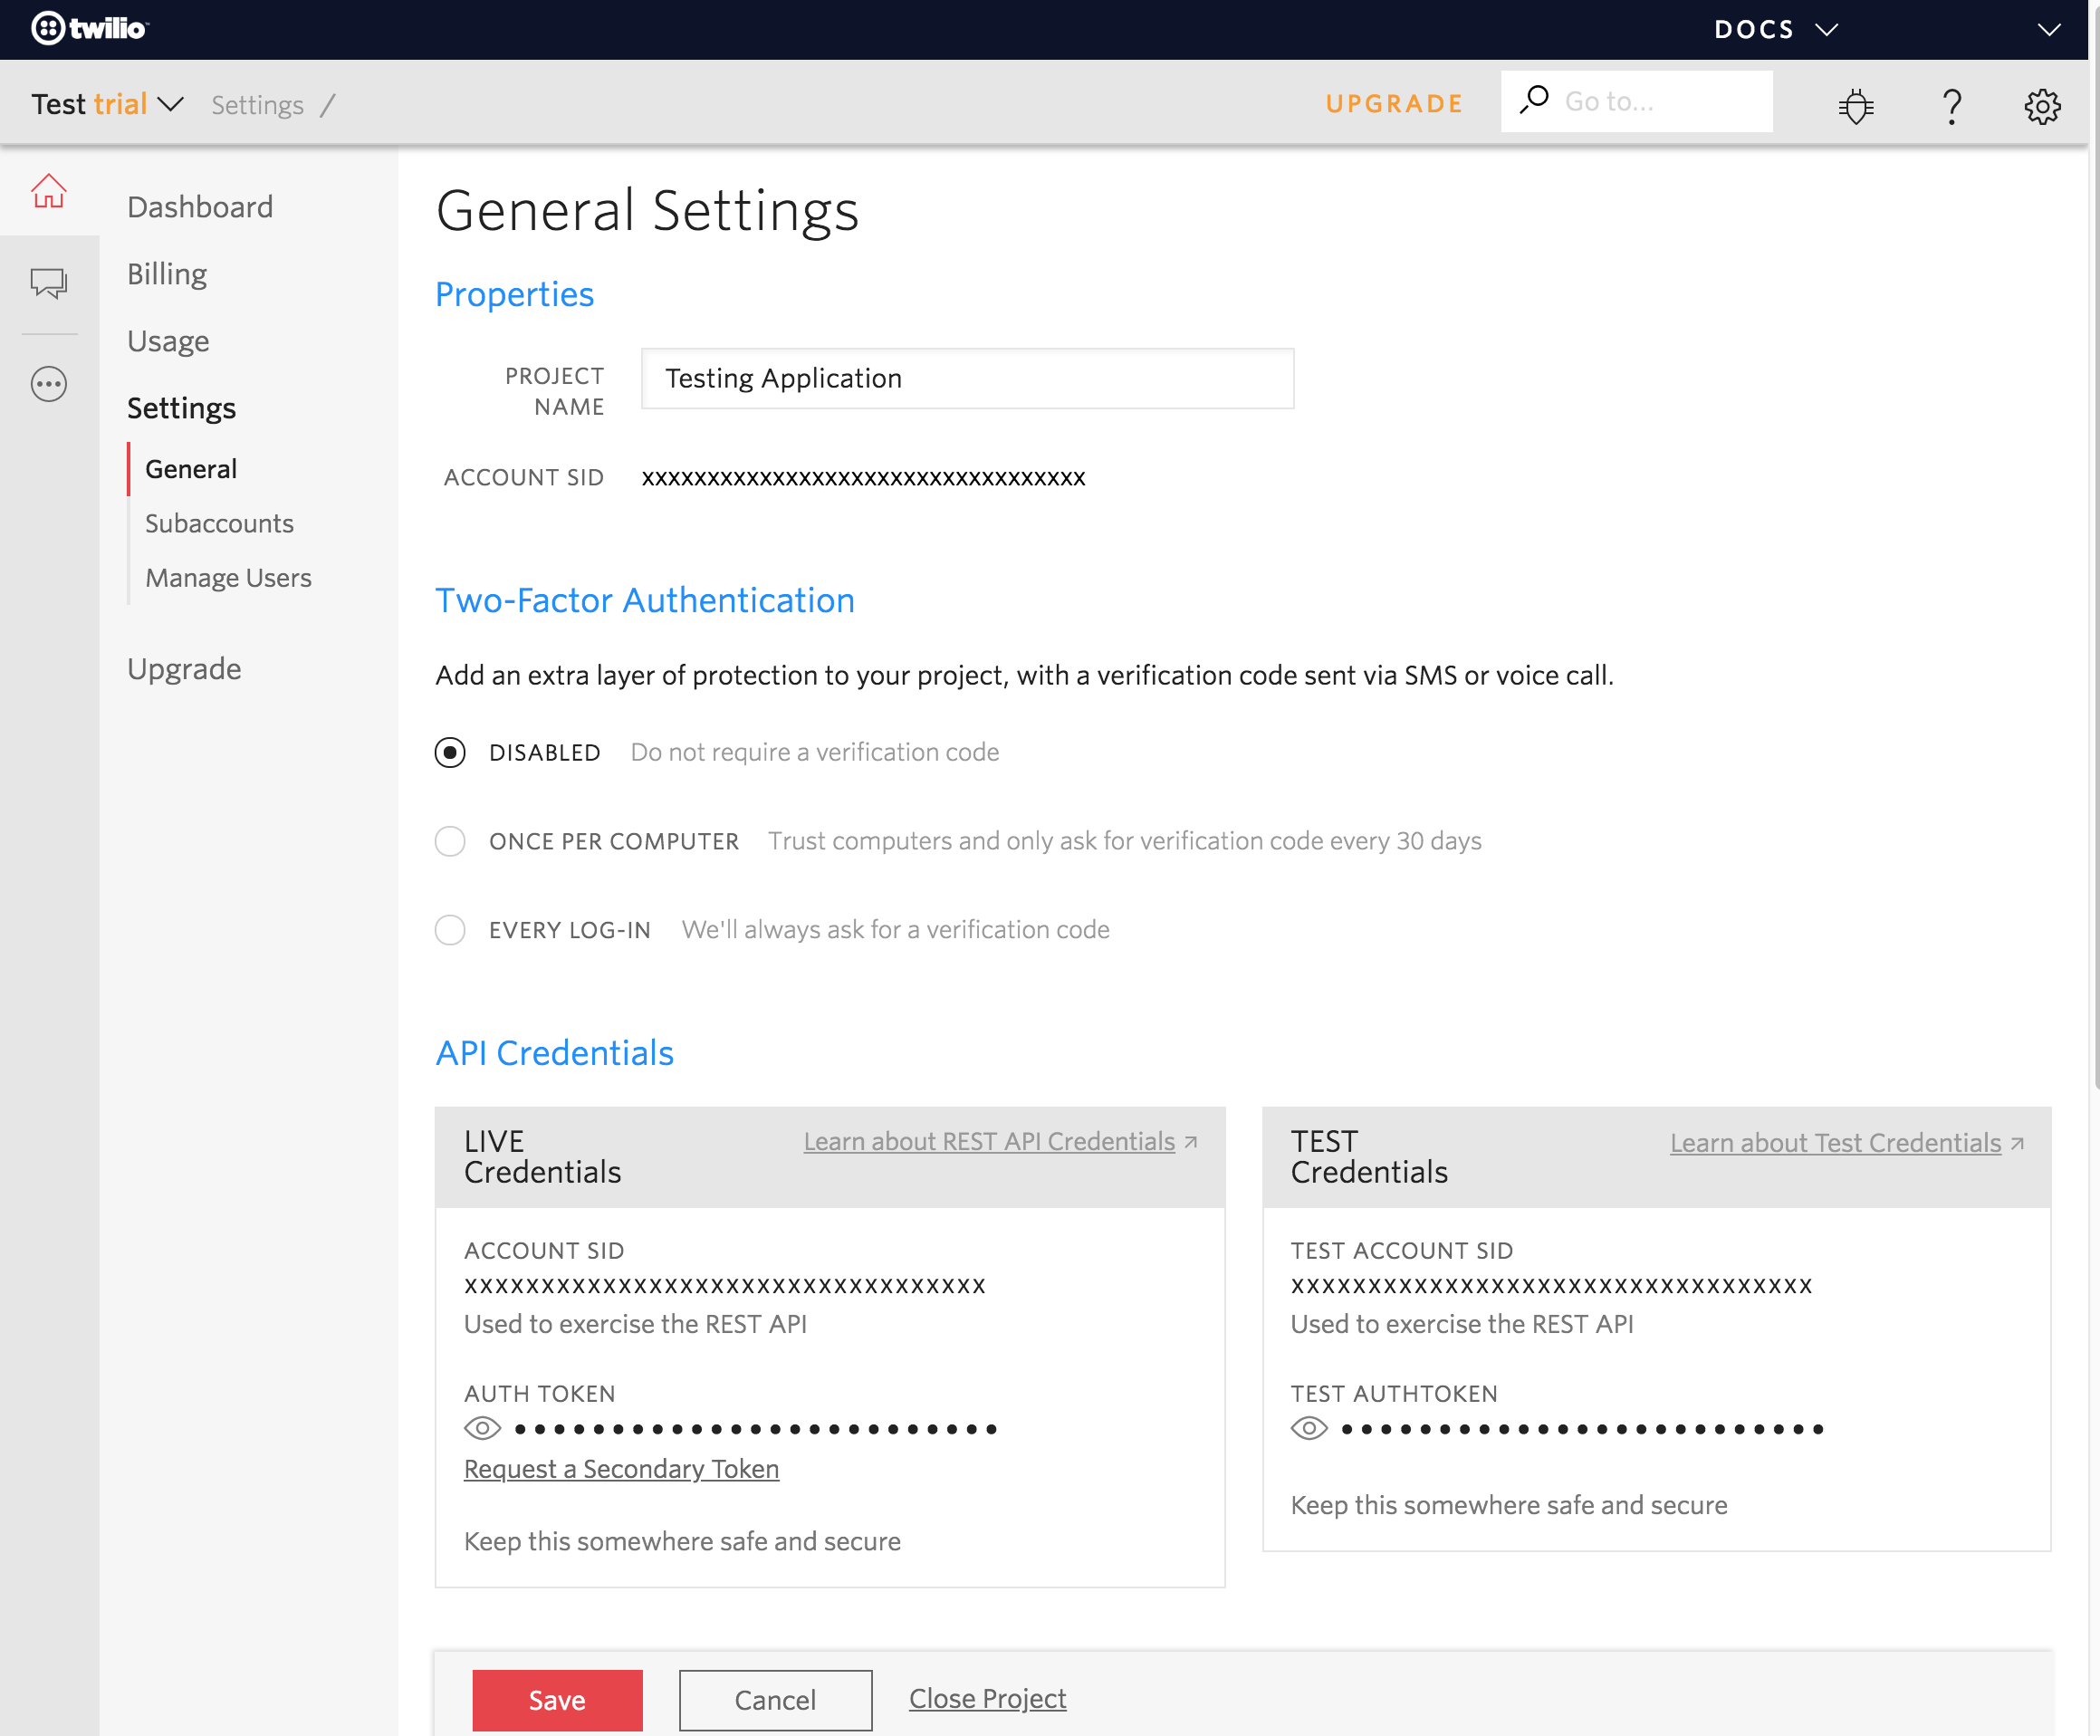 twilio
DOCS
Test trial Settings /
UPGRADE
Go to...
Dashboard
Billing
Usage
Settings
General
Subaccounts
Manage Users
Upgrade
General Settings
Properties
PROJECT
NAME
Testing Application
ACCOUNT SID xxxxxxxxxxxxxxxxxxxxxxxxxxxxxxxxxx
Two-Factor Authentication
Add an extra layer of protection to your project, with a verification code sent via SMS or voice call.
DISABLED Do not require a verification code
ONCE PER COMPUTER Trust computers and only ask for verification code every 30 days
EVERY LOG-IN We'll always ask for a verification code
API Credentials
LIVE
Credentials
Learn about REST API Credentials
ACCOUNT SID
xxxxxxxxxxxxxxxxxxxxxxxxxxxxxxxxxx
Used to exercise the REST API
AUTH TOKEN
•••••••••••••••••••••••••
Request a Secondary Token
Keep this somewhere safe and secure
TEST
Credentials
Learn about Test Credentials
TEST ACCOUNT SID
xxxxxxxxxxxxxxxxxxxxxxxxxxxxxxxxxx
Used to exercise the REST API
TEST AUTHTOKEN
•••••••••••••••••••••••••
Keep this somewhere safe and secure
Save
Cancel
Close Project